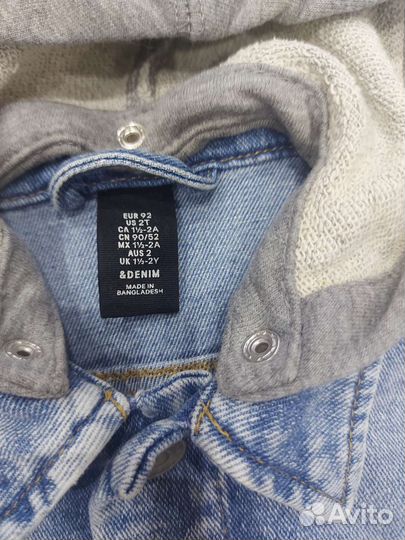 EUR 92
US 2T
CA 1½-2A
CN 90/52
MX 1½-2A
AUS 2
UK 1½-2Y
&DENIM
MADE IN
BANGLADESH
Avito